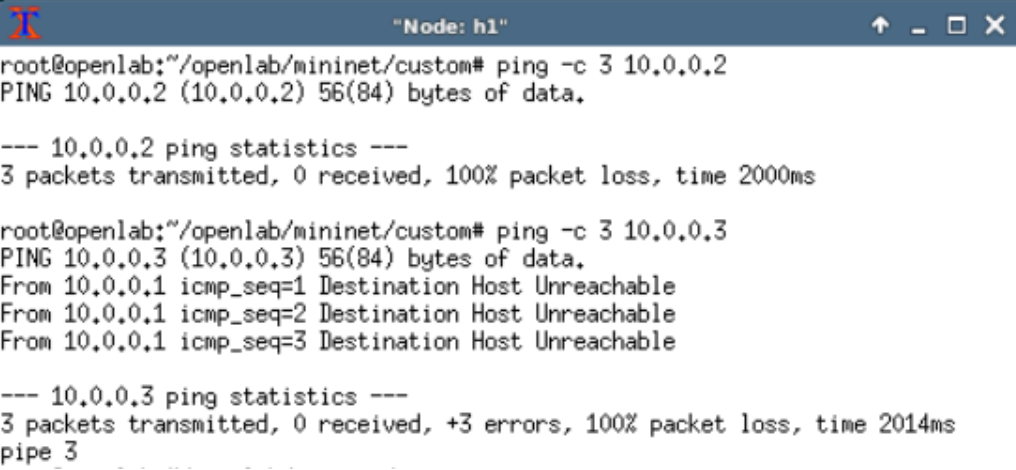 "Node: h1"
root@openlab:~/openlab/mininet/custom# ping -c 3 10.0.0.2
PING 10.0.0.2 (10.0.0.2) 56(84) bytes of data.
--- 10.0.0.2 ping statistics ---
3 packets transmitted, 0 received, 100% packet loss, time 2000ms
root@openlab:~/openlab/mininet/custom# ping -c 3 10.0.0.3
PING 10.0.0.3 (10.0.0.3) 56(84) bytes of data.
From 10.0.0.1 icmp_seq=1 Destination Host Unreachable
From 10.0.0.1 icmp_seq=2 Destination Host Unreachable
From 10.0.0.1 icmp_seq=3 Destination Host Unreachable
--- 10.0.0.3 ping statistics ---
3 packets transmitted, 0 received, +3 errors, 100% packet loss, time 2014ms
pipe 3